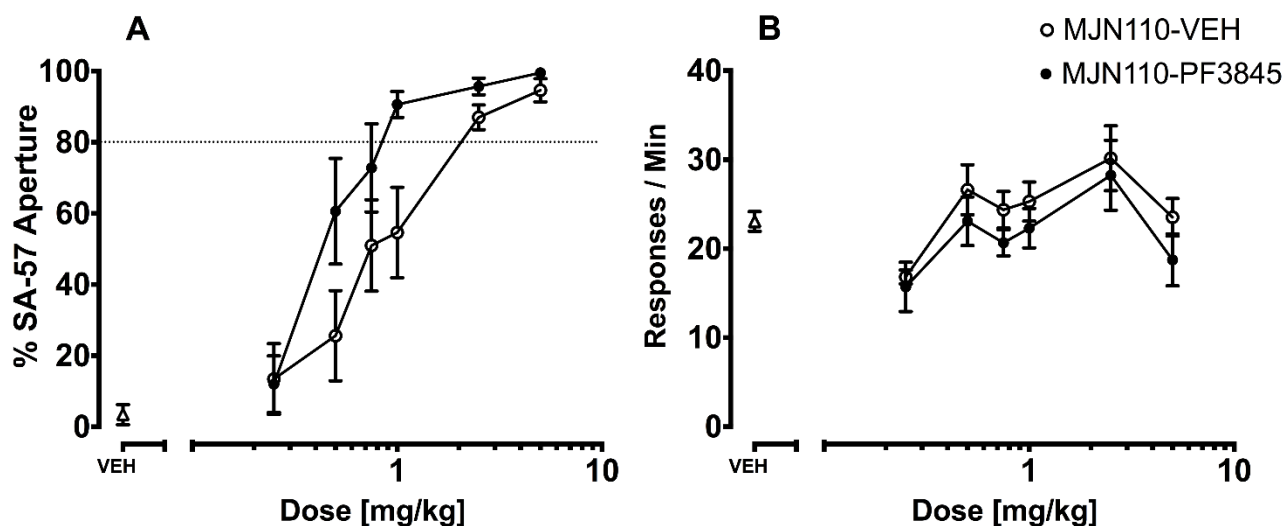 A
B
MJN110-VEH
MJN110-PF3845
% SA-57 Aperture
100
80
60
40
20
0
VEH
1
10
Dose [mg/kg]
Responses / Min
40
30
20
10
0
VEH
1
10
Dose [mg/kg]